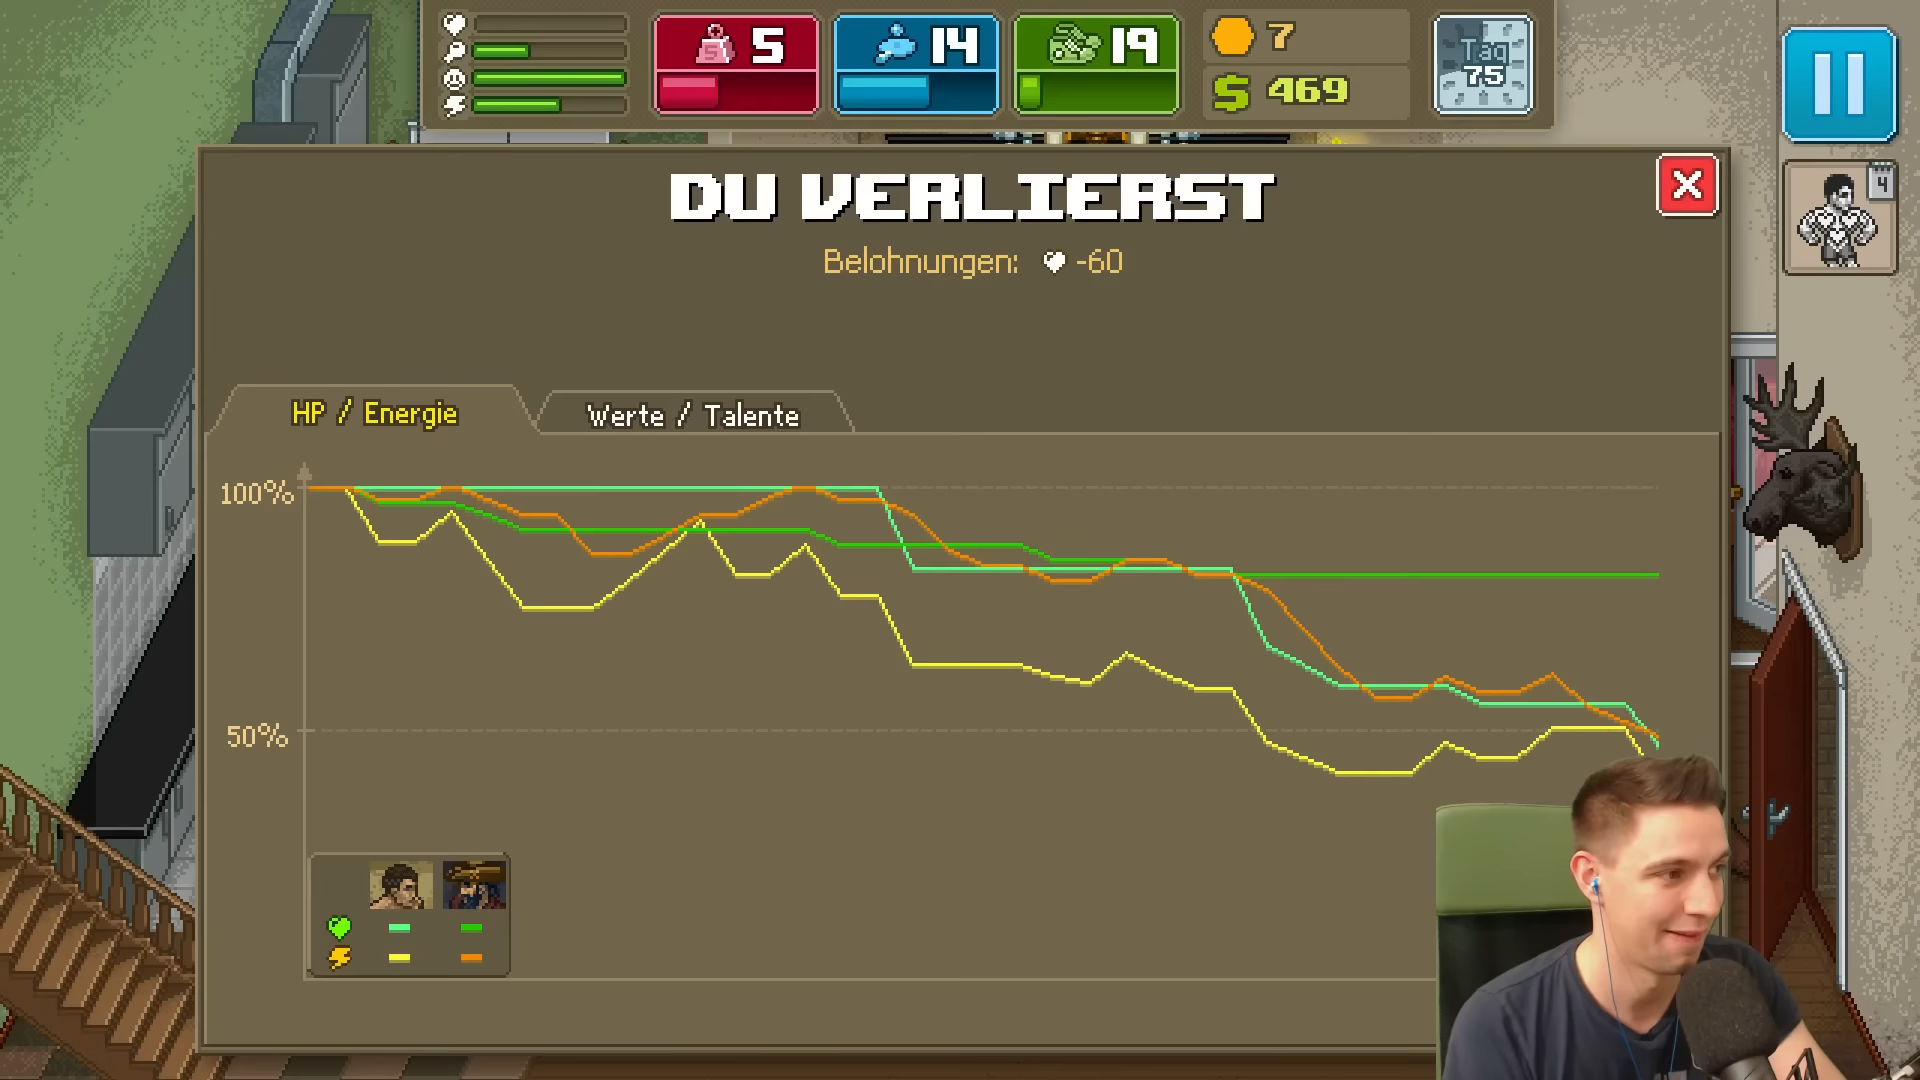 5
14
19
7
$ 469
Tag
75
4
DU VERLIERST
Belohnungen: -60
HP / Energie
Werte / Talente
100%
50%